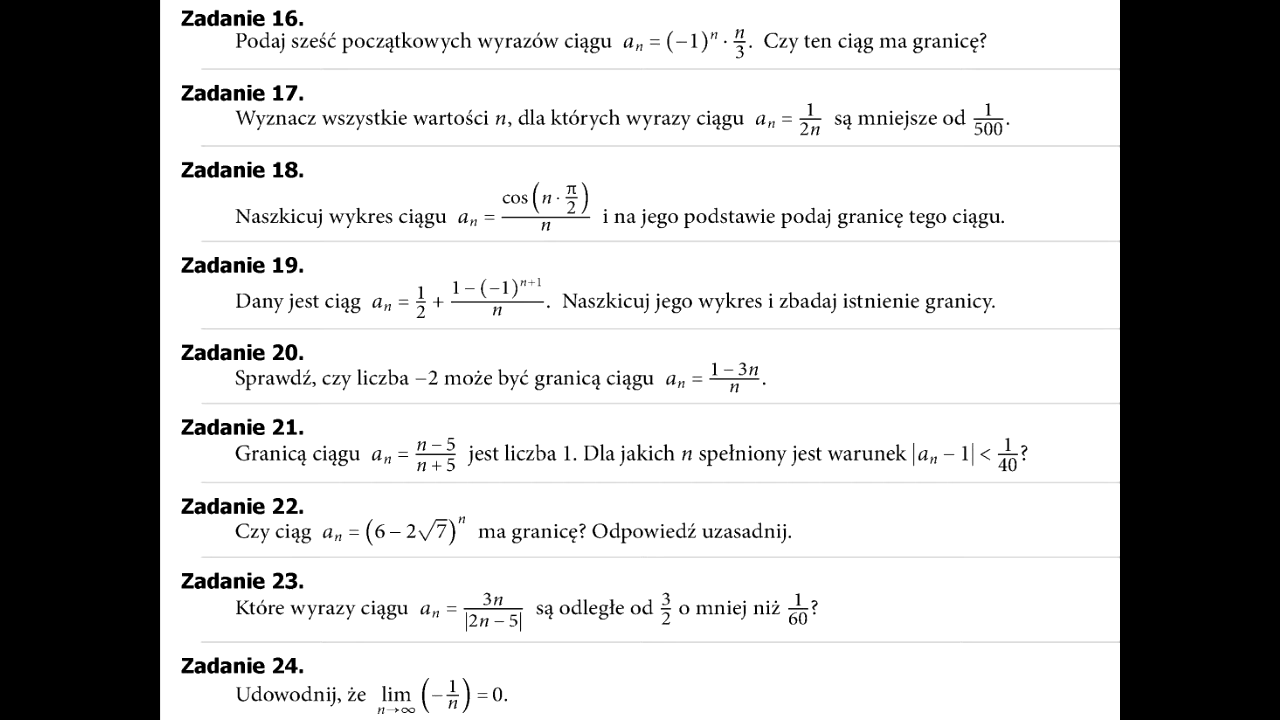 Zadanie 16.
Podaj sześć początkowych wyrazów ciągu aₙ = (−1)ⁿ · n/3. Czy ten ciąg ma granicę?
Zadanie 17.
Wyznacz wszystkie wartości n, dla których wyrazy ciągu aₙ = 1/2n są mniejsze od 1/500.
Zadanie 18.
Naszkicuj wykres ciągu aₙ = cos(n · π/2)/n i na jego podstawie podaj granicę tego ciągu.
Zadanie 19.
Dany jest ciąg aₙ = 1/2 + (1 − (−1)ⁿ⁺¹)/n. Naszkicuj jego wykres i zbadaj istnienie granicy.
Zadanie 20.
Sprawdź, czy liczba −2 może być granicą ciągu aₙ = (1 − 3n)/n.
Zadanie 21.
Granicą ciągu aₙ = (n − 5)/(n + 5) jest liczba 1. Dla jakich n spełniony jest warunek |aₙ − 1| < 1/40?
Zadanie 22.
Czy ciąg aₙ = (6 − 2√7)ⁿ ma granicę? Odpowiedź uzasadnij.
Zadanie 23.
Które wyrazy ciągu aₙ = 3n/|2n − 5| są odległe od 3/2 o mniej niż 1/60?
Zadanie 24.
Udowodnij, że lim n→∞ (−1/n) = 0.